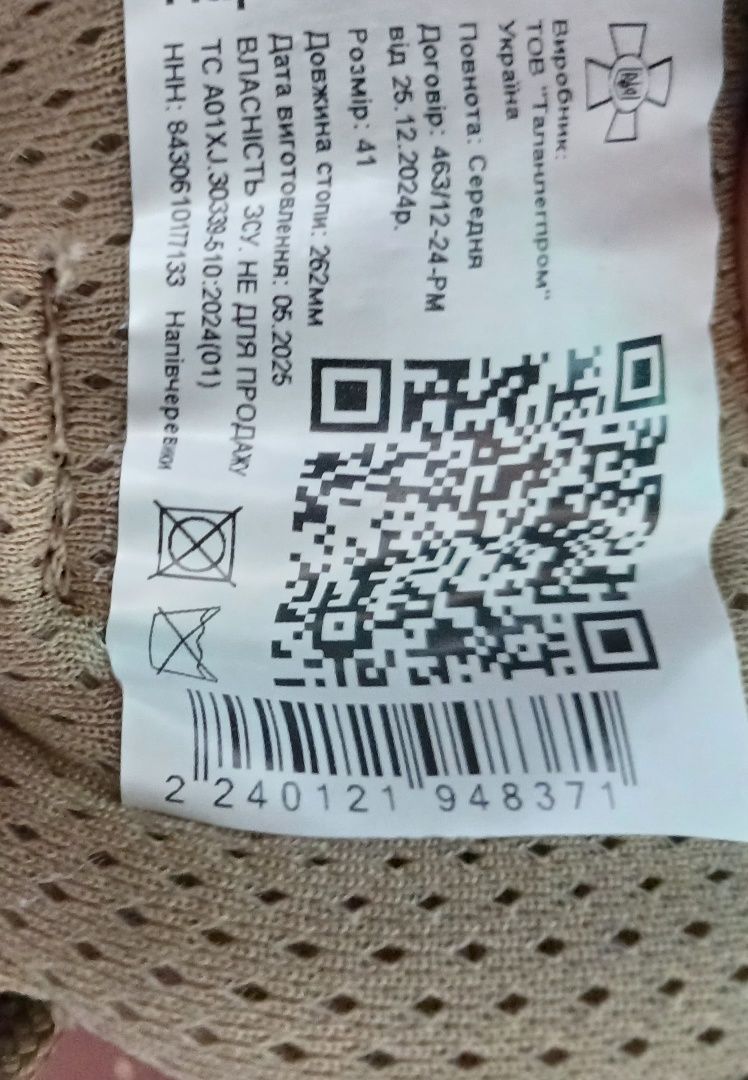 Виробник:
ТОВ "Таланлегпром"
Україна
Повнота: Середня
Договір: 463/12-24-РМ
від 25.12.2024р.
Розмір: 41
Довжина стопи: 262мм
Дата виготовлення: 05.2025
ВЛАСНІСТЬ ЗСУ. НЕ ДЛЯ ПРОДАЖУ
ТС А01XJ.30339-510:2024(01)
ННН: 8430610177133 Напівчеревики
2 240121 948371